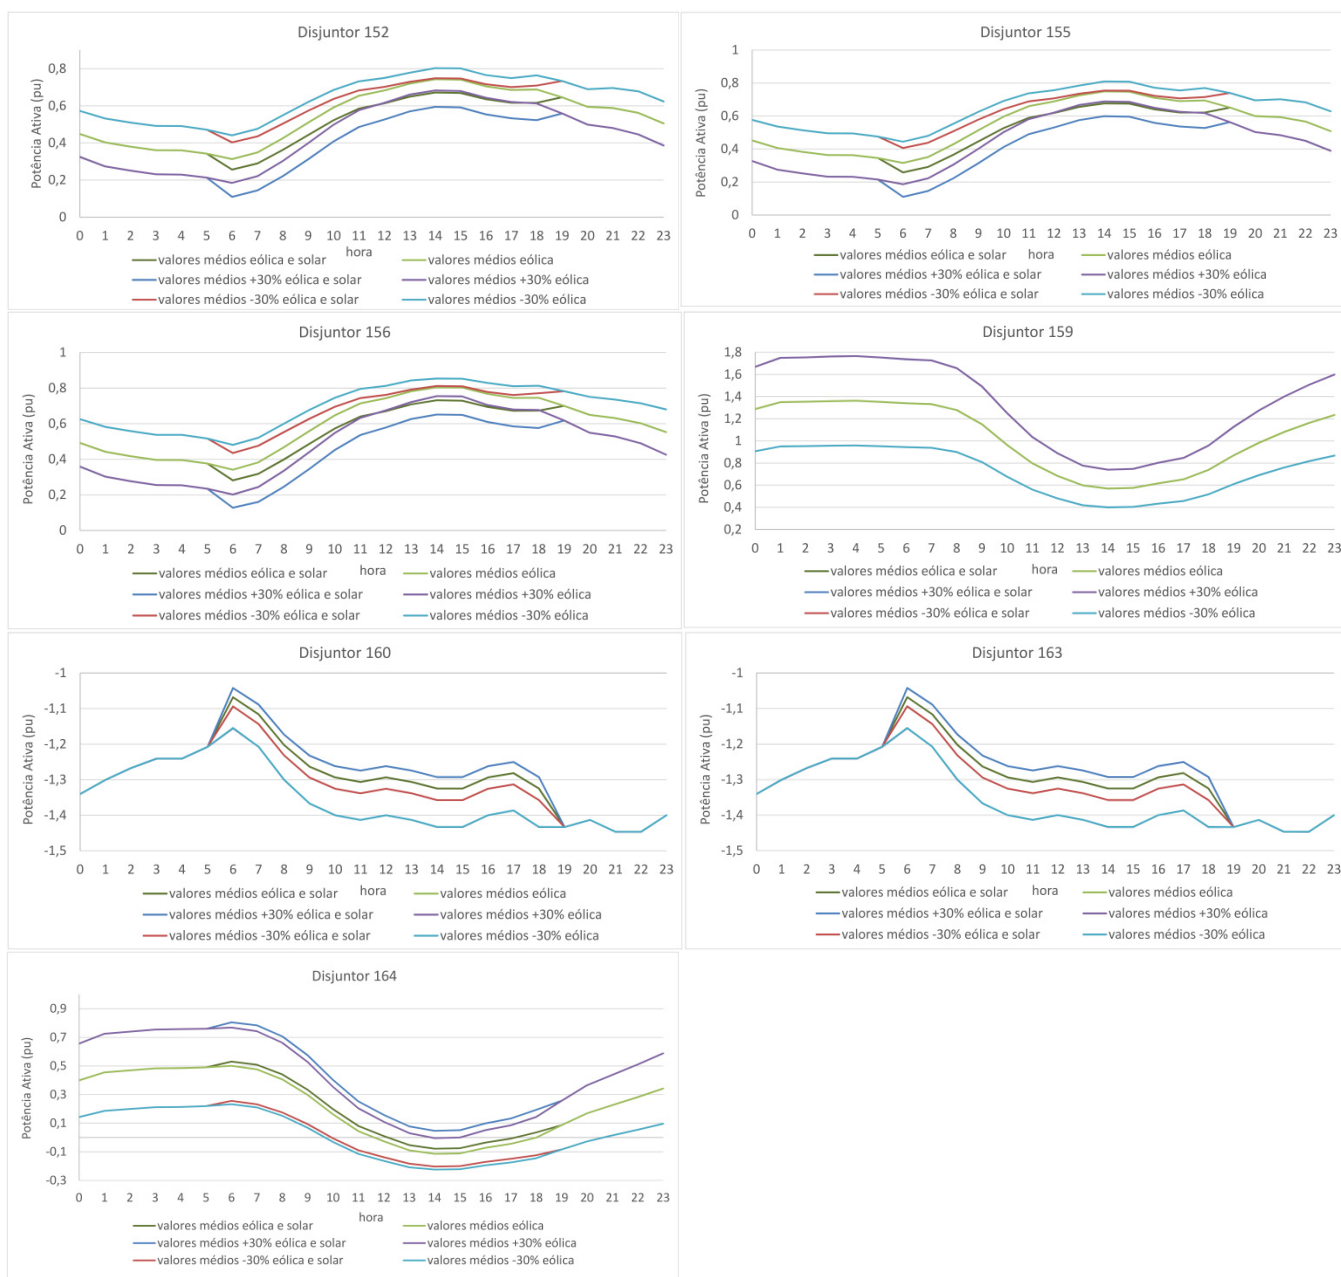 Disjuntor 152
Potência Ativa (pu)
0,8
0,6
0,4
0,2
0
0 1 2 3 4 5 6 7 8 9 10 11 12 13 14 15 16 17 18 19 20 21 22 23
hora
valores médios eólica e solar valores médios eólica
valores médios +30% eólica e solar valores médios +30% eólica
valores médios -30% eólica e solar valores médios -30% eólica
Disjuntor 155
Potência Ativa (pu)
1
0,8
0,6
0,4
0,2
0
0 1 2 3 4 5 6 7 8 9 10 11 12 13 14 15 16 17 18 19 20 21 22 23
hora
valores médios eólica e solar valores médios eólica
valores médios +30% eólica e solar valores médios +30% eólica
valores médios -30% eólica e solar valores médios -30% eólica
Disjuntor 156
Potência Ativa (pu)
1
0,8
0,6
0,4
0,2
0
0 1 2 3 4 5 6 7 8 9 10 11 12 13 14 15 16 17 18 19 20 21 22 23
hora
valores médios eólica e solar valores médios eólica
valores médios +30% eólica e solar valores médios +30% eólica
valores médios -30% eólica e solar valores médios -30% eólica
Disjuntor 159
Potência Ativa (pu)
1,8
1,6
1,4
1,2
1
0,8
0,6
0,4
0,2
0 1 2 3 4 5 6 7 8 9 10 11 12 13 14 15 16 17 18 19 20 21 22 23
hora
valores médios eólica e solar valores médios eólica
valores médios +30% eólica e solar valores médios +30% eólica
valores médios -30% eólica e solar valores médios -30% eólica
Disjuntor 160
Potência Ativa (pu)
-1
-1,1
-1,2
-1,3
-1,4
-1,5
0 1 2 3 4 5 6 7 8 9 10 11 12 13 14 15 16 17 18 19 20 21 22 23
hora
valores médios eólica e solar valores médios eólica
valores médios +30% eólica e solar valores médios +30% eólica
valores médios -30% eólica e solar valores médios -30% eólica
Disjuntor 163
Potência Ativa (pu)
-1
-1,1
-1,2
-1,3
-1,4
-1,5
0 1 2 3 4 5 6 7 8 9 10 11 12 13 14 15 16 17 18 19 20 21 22 23
hora
valores médios eólica e solar valores médios eólica
valores médios +30% eólica e solar valores médios +30% eólica
valores médios -30% eólica e solar valores médios -30% eólica
Disjuntor 164
Potência Ativa (pu)
0,9
0,7
0,5
0,3
0,1
-0,1
-0,3
0 1 2 3 4 5 6 7 8 9 10 11 12 13 14 15 16 17 18 19 20 21 22 23
hora
valores médios eólica e solar valores médios eólica
valores médios +30% eólica e solar valores médios +30% eólica
valores médios -30% eólica e solar valores médios -30% eólica